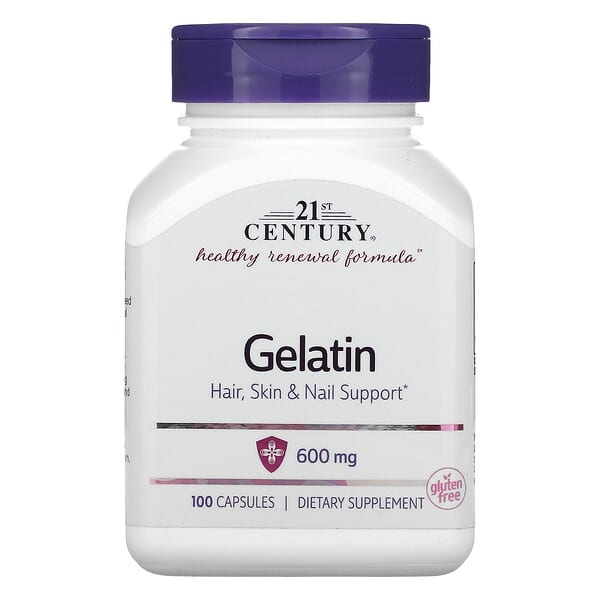 21ST
CENTURY®
healthy renewal formula™
Gelatin
Hair, Skin & Nail Support*
600 mg
100 CAPSULES | DIETARY SUPPLEMENT
gluten
free